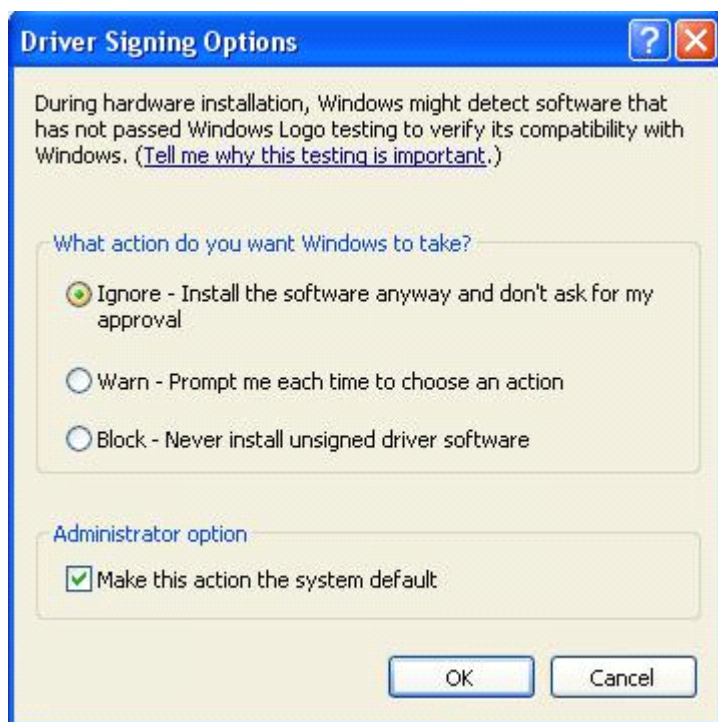 Driver Signing Options
During hardware installation, Windows might detect software that
has not passed Windows Logo testing to verify its compatibility with
Windows. (Tell me why this testing is important.)
What action do you want Windows to take?
Ignore - Install the software anyway and don't ask for my
approval
Warn - Prompt me each time to choose an action
Block - Never install unsigned driver software
Administrator option
Make this action the system default
OK Cancel